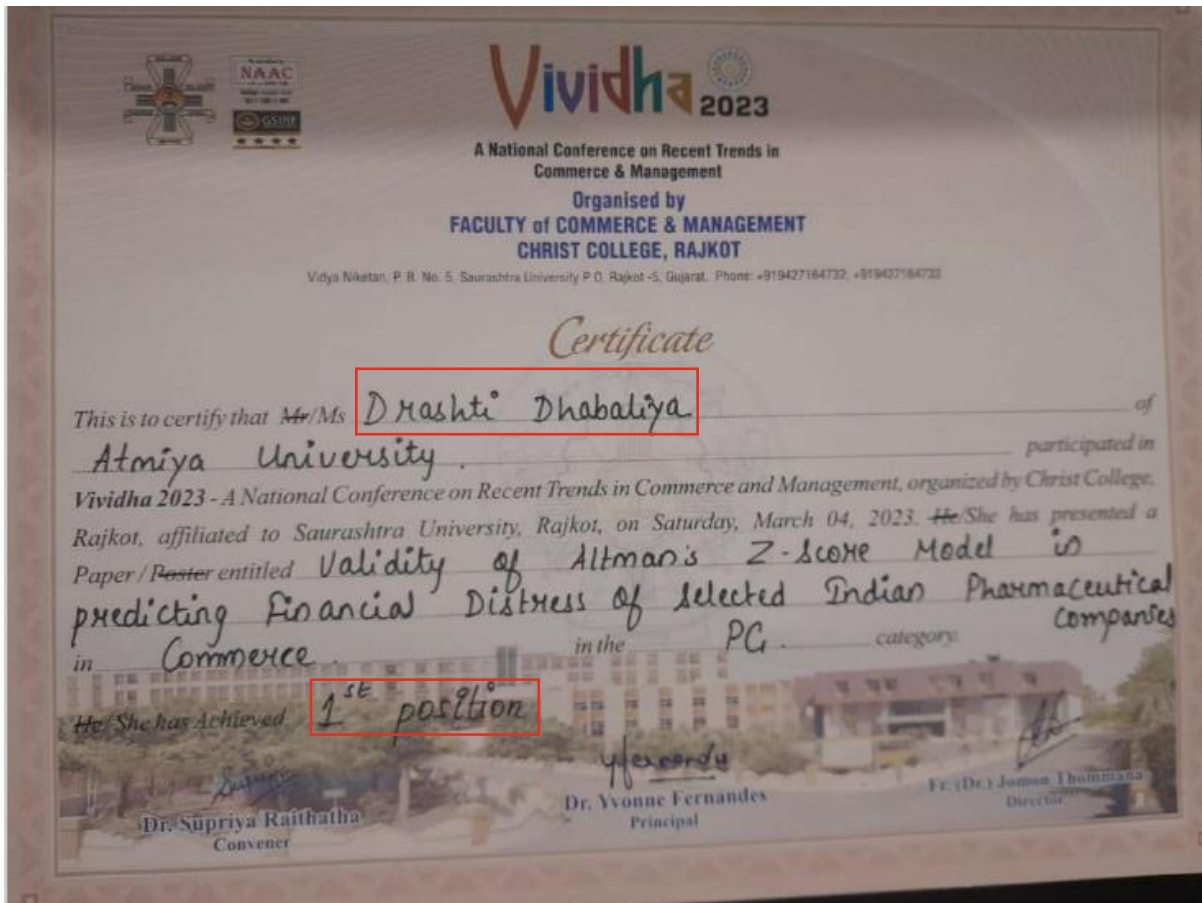 NAAC
GSIRF
★★★★
Vividha 2023
A National Conference on Recent Trends in
Commerce & Management
Organised by
FACULTY of COMMERCE & MANAGEMENT
CHRIST COLLEGE, RAJKOT
Vidya Niketan, P. B. No. 5, Saurashtra University P O, Rajkot -5, Gujarat. Phone: +919427164732, +919427164733
Certificate
This is to certify that Mr/Ms Drashti Dhabaliya of
Atmiya University. participated in
Vividha 2023 - A National Conference on Recent Trends in Commerce and Management, organized by Christ College,
Rajkot, affiliated to Saurashtra University, Rajkot, on Saturday, March 04, 2023. He/She has presented a
Paper / Poster entitled Validity of Altman's Z-Score Model in
predicting Financial Distress of selected Indian Pharmaceutical
Companies
in Commerce. in the PG. category.
He/She has Achieved 1st position
Dr. Supriya Raithatha
Convener
Dr. Yvonne Fernandes
Principal
Fr. (Dr.) Jomon Thommana
Director